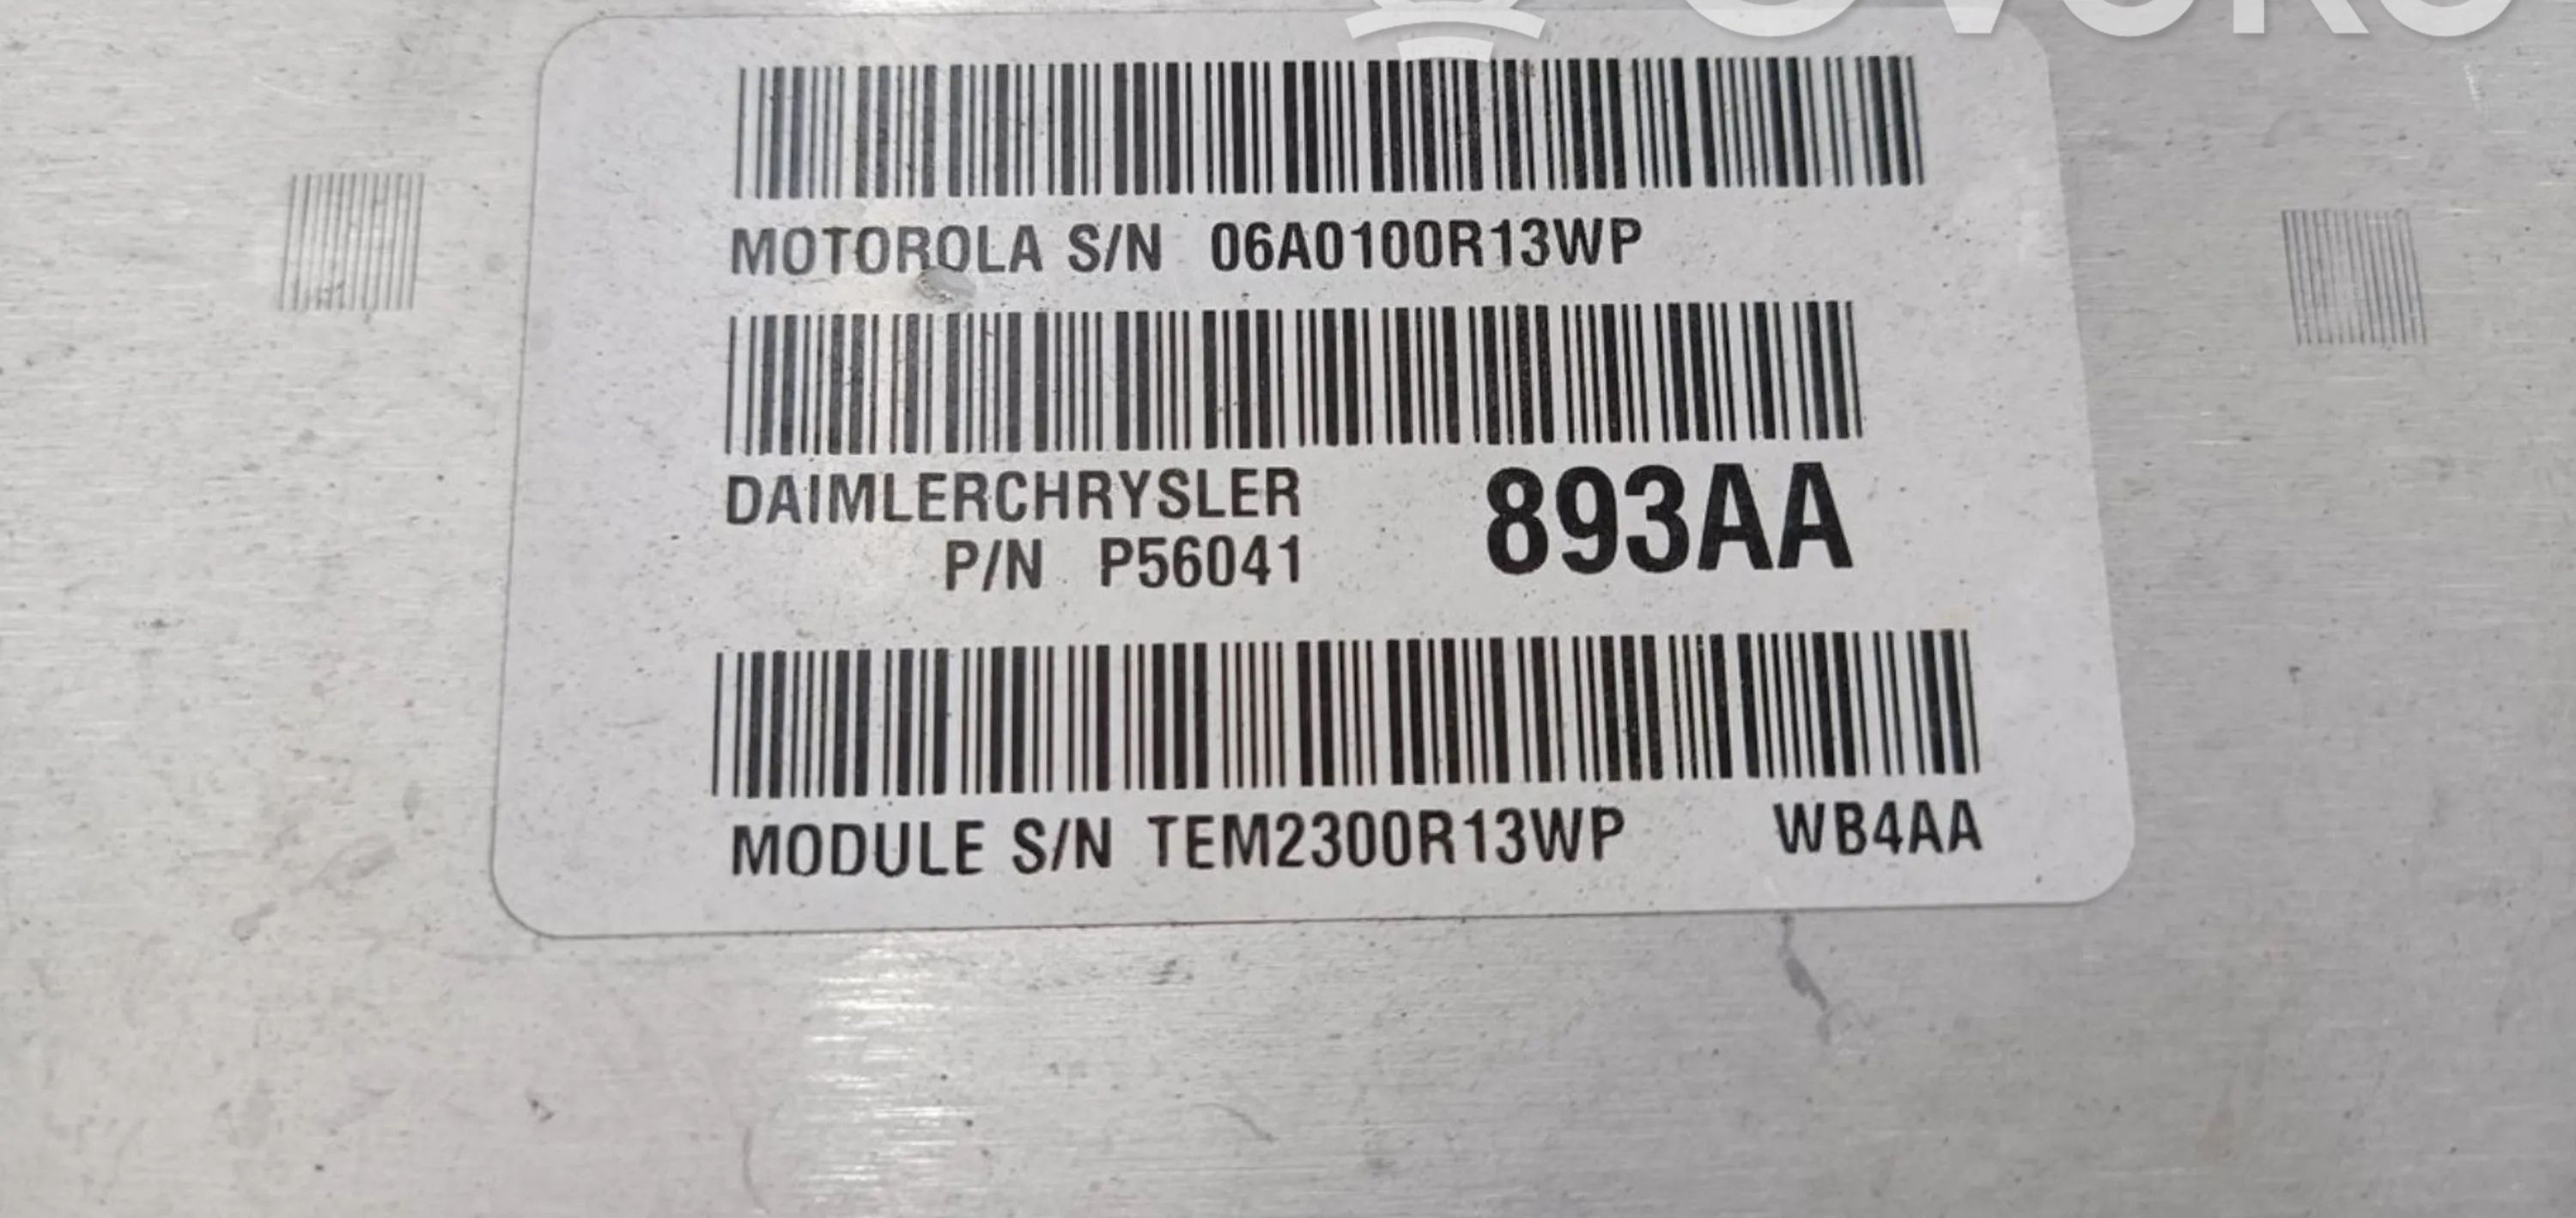 MOTOROLA S/N 06A0100R13WP
DAIMLERCHRYSLER
P/N P56041 893AA
MODULE S/N TEM2300R13WP WB4AA